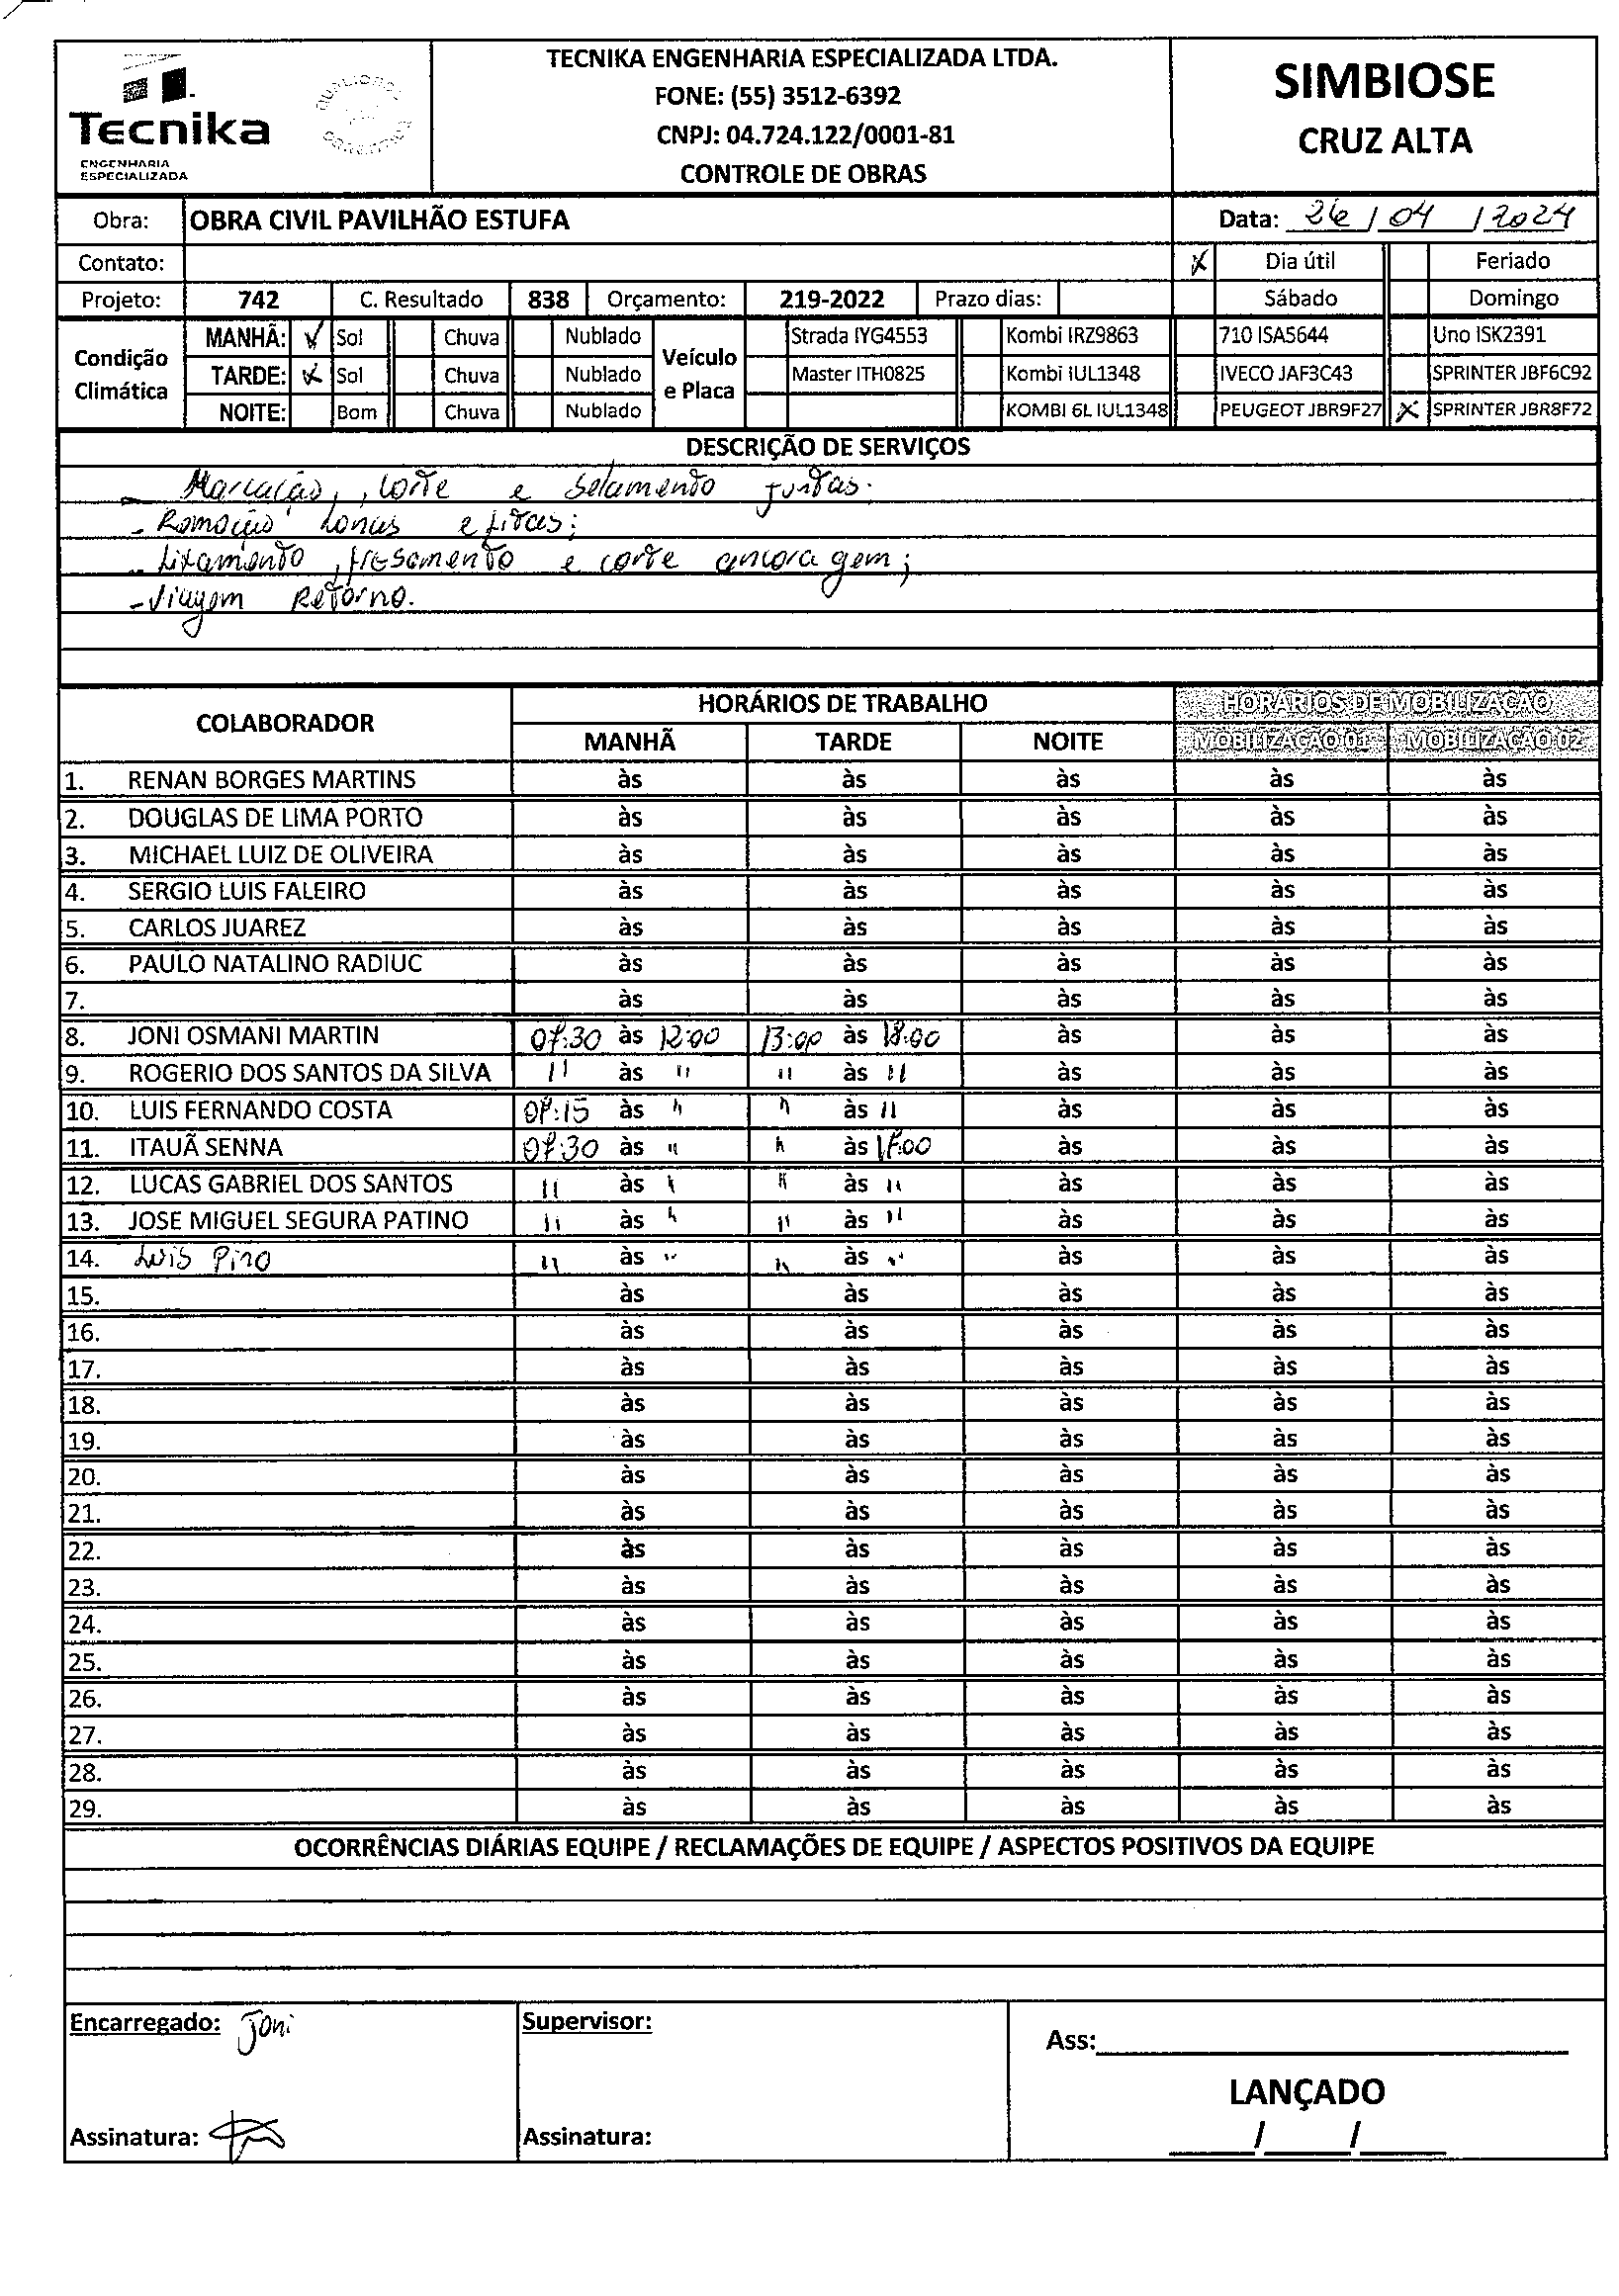 TECNIKA ENGENHARIA ESPECIALIZADA LTDA.
FONE: (55) 3512-6392
CNPJ: 04.724.122/0001-81
CONTROLE DE OBRAS
Tecnika
ENGENHARIA
ESPECIALIZADA
SIMBIOSE
CRUZ ALTA
Obra: OBRA CIVIL PAVILHÃO ESTUFA Data: 26/04/2024
Contato: X Dia útil Feriado
Projeto: 742 C. Resultado 838 Orçamento: 219-2022 Prazo dias: Sábado Domingo
Condição Climática
MANHÃ: ✓ Sol Chuva Nublado
TARDE: X Sol Chuva Nublado
NOITE: Bom Chuva Nublado
Veículo e Placa
Strada IYG4553 Kombi IRZ9863 710 ISA5644 Uno ISK2391
Master ITH0825 Kombi IUL1348 IVECO JAF3C43 SPRINTER JBF6C92
KOMBI 6L IUL1348 PEUGEOT JBR9F27 X SPRINTER JBR8F72
DESCRIÇÃO DE SERVIÇOS
- Marcação, corte e selamento juntas.
- Romoção lonas e fitas;
- Lixamento, fresamento e corte ancoragem;
- Viagem Retorno.
COLABORADOR HORÁRIOS DE TRABALHO HORÁRIOS DE MOBILIZAÇÃO
MANHÃ TARDE NOITE MOBILIZAÇÃO 01 MOBILIZAÇÃO 02
1. RENAN BORGES MARTINS às às às às às
2. DOUGLAS DE LIMA PORTO às às às às às
3. MICHAEL LUIZ DE OLIVEIRA às às às às às
4. SERGIO LUIS FALEIRO às às às às às
5. CARLOS JUAREZ às às às às às
6. PAULO NATALINO RADIUC às às às às às
7. às às às às às
8. JONI OSMANI MARTIN 07:30 às 12:00 13:00 às 18:00 às às às
9. ROGERIO DOS SANTOS DA SILVA " às " " às " às às às
10. LUIS FERNANDO COSTA 07:15 às " " às " às às às
11. ITAUÃ SENNA 07:30 às " " às 17:00 às às às
12. LUCAS GABRIEL DOS SANTOS " às " " às " às às às
13. JOSE MIGUEL SEGURA PATINO " às " " às " às às às
14. Luis Pino " às " " às " às às às
15. às às às às às
16. às às às às às
17. às às às às às
18. às às às às às
19. às às às às às
20. às às às às às
21. às às às às às
22. às às às às às
23. às às às às às
24. às às às às às
25. às às às às às
26. às às às às às
27. às às às às às
28. às às às às às
29. às às às às às
OCORRÊNCIAS DIÁRIAS EQUIPE / RECLAMAÇÕES DE EQUIPE / ASPECTOS POSITIVOS DA EQUIPE
Encarregado: Joni Supervisor: Ass:
LANÇADO
Assinatura: Assinatura: / /